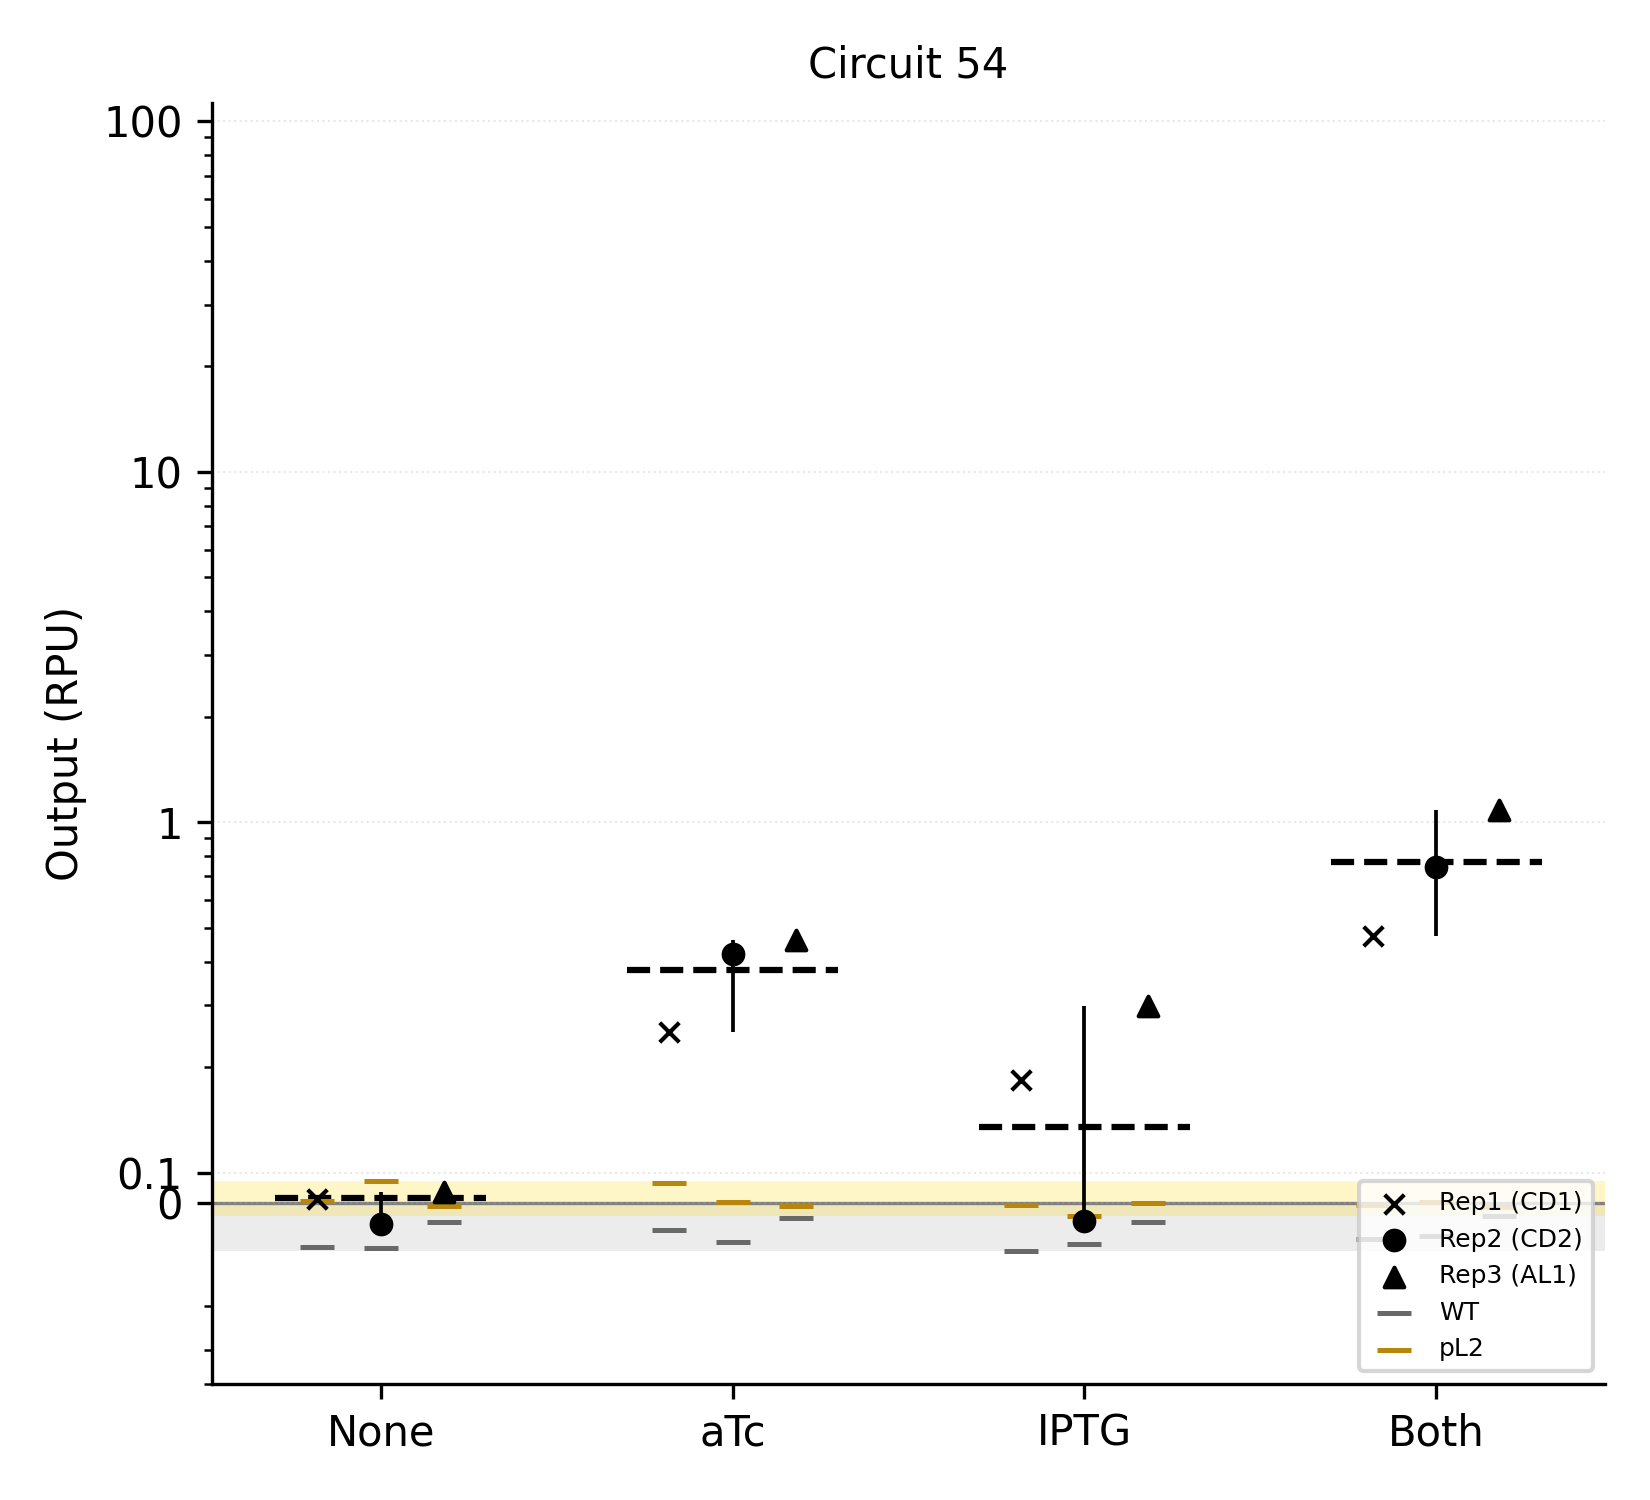 Circuit 54
Output (RPU)
100
10
1
0.1
0
None
aTc
IPTG
Both
Rep1 (CD1)
Rep2 (CD2)
Rep3 (AL1)
WT
pL2